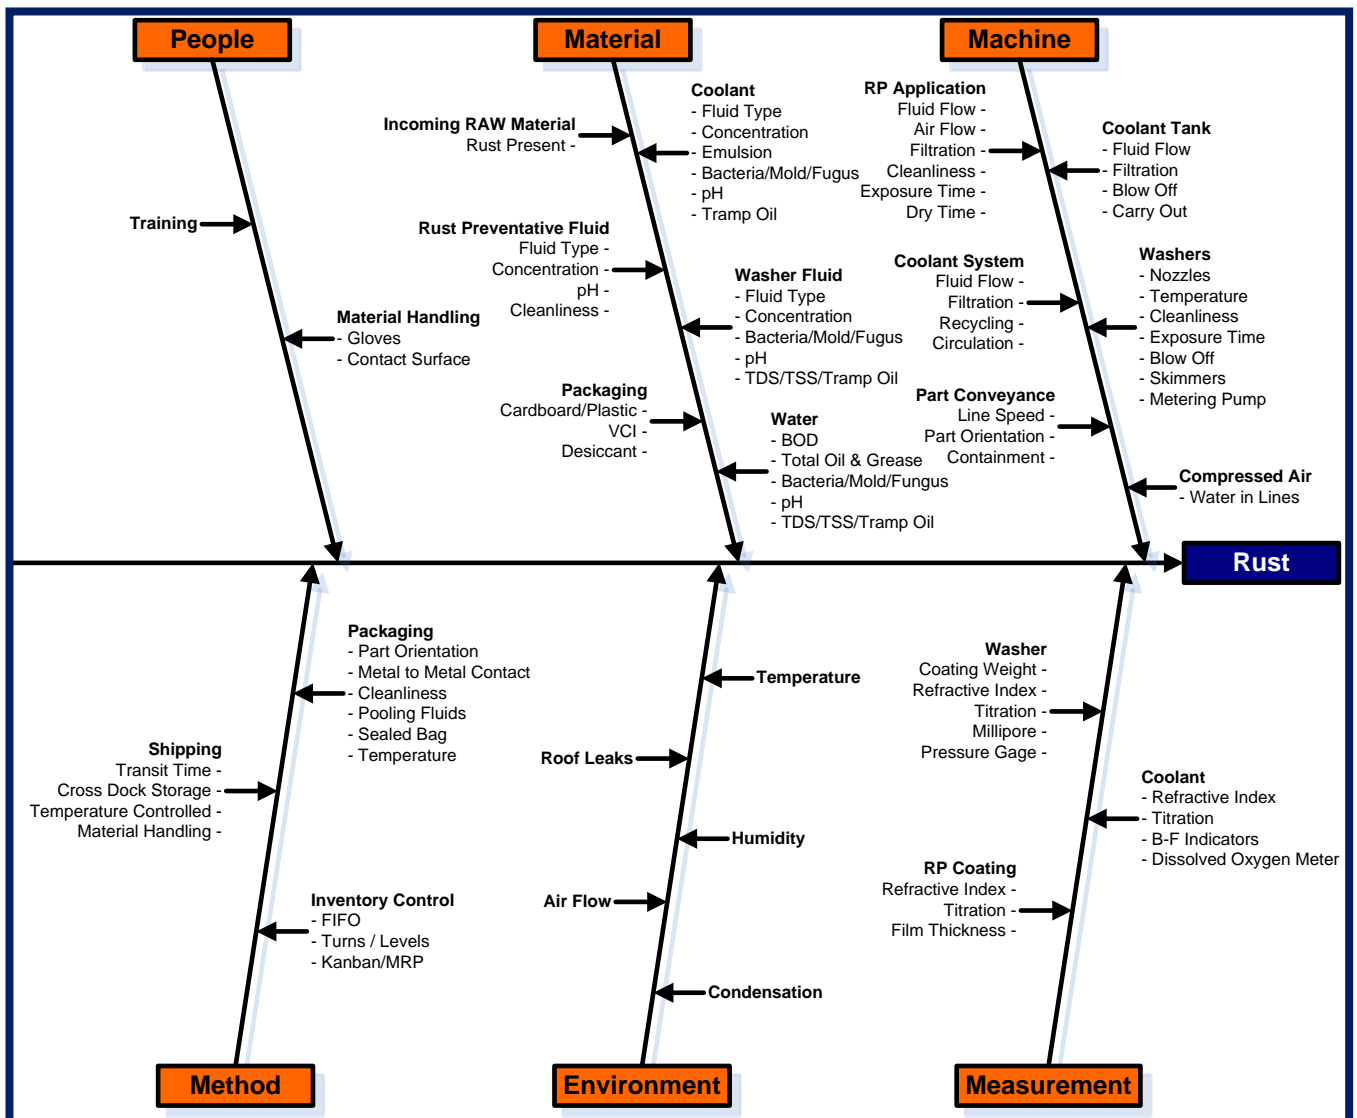 People
Material
Machine
Training
Material Handling
- Gloves
- Contact Surface
Incoming RAW Material
Rust Present -
Coolant
- Fluid Type
- Concentration
- Emulsion
- Bacteria/Mold/Fugus
- pH
- Tramp Oil
Rust Preventative Fluid
Fluid Type -
Concentration -
pH -
Cleanliness -
Washer Fluid
- Fluid Type
- Concentration
- Bacteria/Mold/Fugus
- pH
- TDS/TSS/Tramp Oil
Packaging
Cardboard/Plastic -
VCI -
Desiccant -
Water
- BOD
- Total Oil & Grease
- Bacteria/Mold/Fungus
- pH
- TDS/TSS/Tramp Oil
RP Application
Fluid Flow -
Air Flow -
Filtration -
Cleanliness -
Exposure Time -
Dry Time -
Coolant Tank
- Fluid Flow
- Filtration
- Blow Off
- Carry Out
Coolant System
Fluid Flow -
Filtration -
Recycling -
Circulation -
Washers
- Nozzles
- Temperature
- Cleanliness
- Exposure Time
- Blow Off
- Skimmers
- Metering Pump
Part Conveyance
Line Speed -
Part Orientation -
Containment -
Compressed Air
- Water in Lines
Rust
Packaging
- Part Orientation
- Metal to Metal Contact
- Cleanliness
- Pooling Fluids
- Sealed Bag
- Temperature
Shipping
Transit Time -
Cross Dock Storage -
Temperature Controlled -
Material Handling -
Inventory Control
- FIFO
- Turns / Levels
- Kanban/MRP
Temperature
Roof Leaks
Humidity
Air Flow
Condensation
Washer
Coating Weight -
Refractive Index -
Titration -
Millipore -
Pressure Gage -
Coolant
- Refractive Index
- Titration
- B-F Indicators
- Dissolved Oxygen Meter
RP Coating
Refractive Index -
Titration -
Film Thickness -
Method
Environment
Measurement